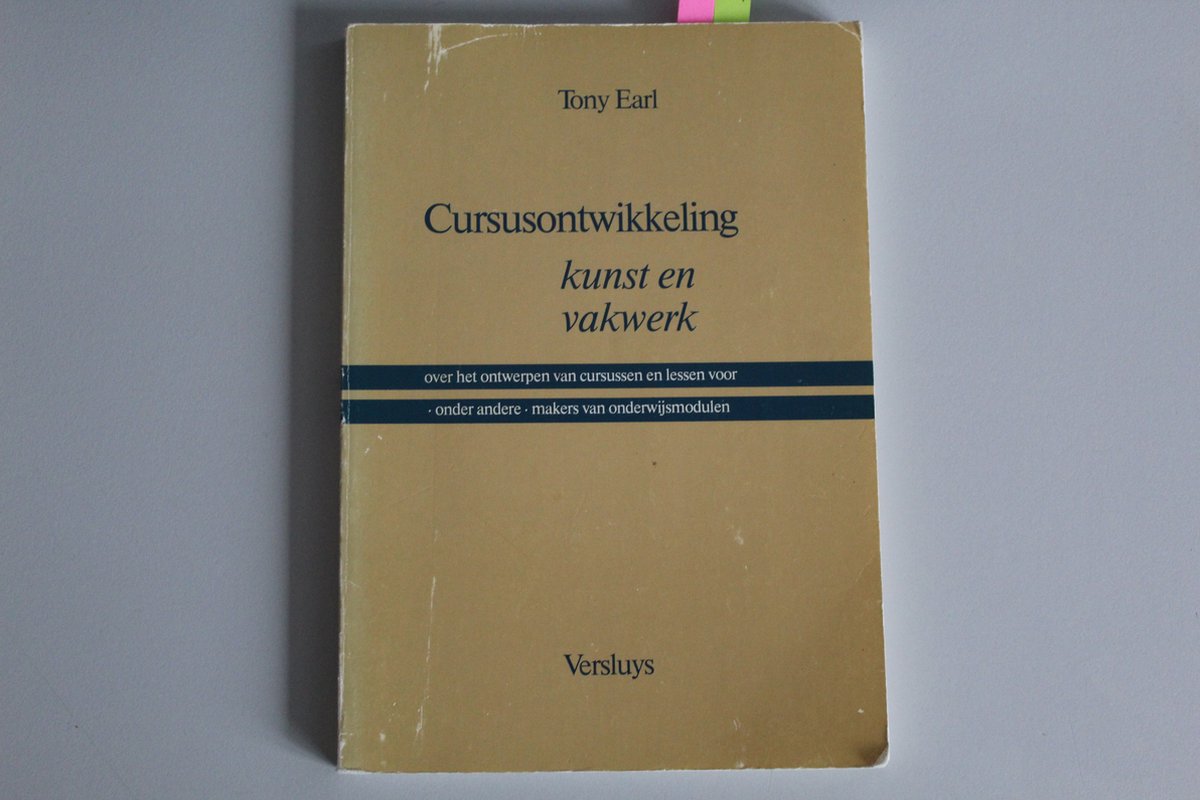 Tony Earl
Cursusontwikkeling
kunst en
vakwerk
over het ontwerpen van cursussen en lessen voor
· onder andere · makers van onderwijsmodulen
Versluys